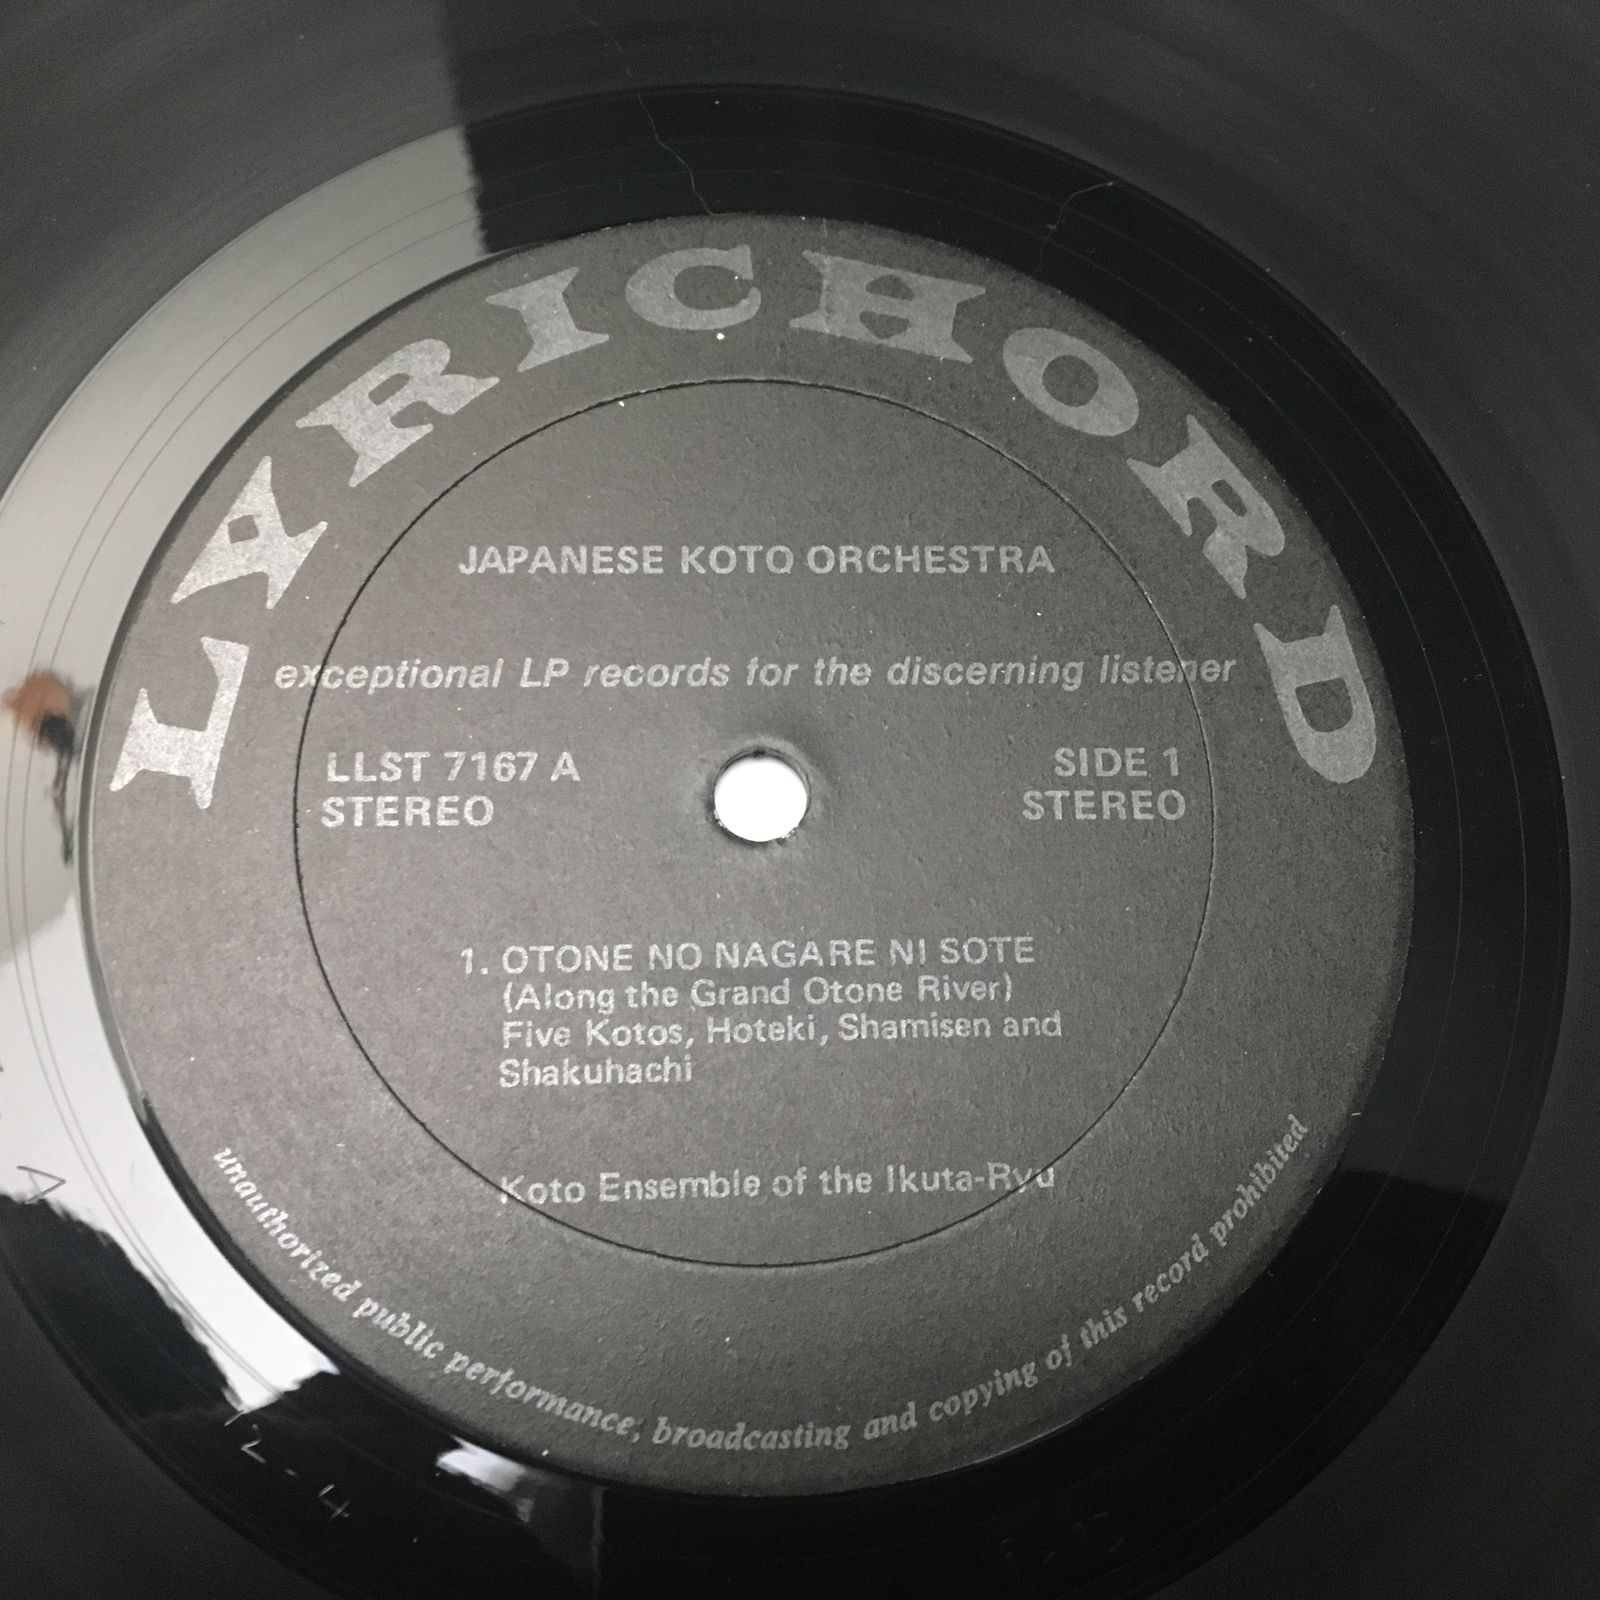 LYRICHORD
JAPANESE KOTO ORCHESTRA
exceptional LP records for the discerning listener
LLST 7167 A
STEREO
SIDE 1
STEREO
1. OTONE NO NAGARE NI SOTE
(Along the Grand Otone River)
Five Kotos, Hoteki, Shamisen and
Shakuhachi
Koto Ensemble of the Ikuta-Ryu
unauthorized public performance, broadcasting and copying of this record prohibited
2-4